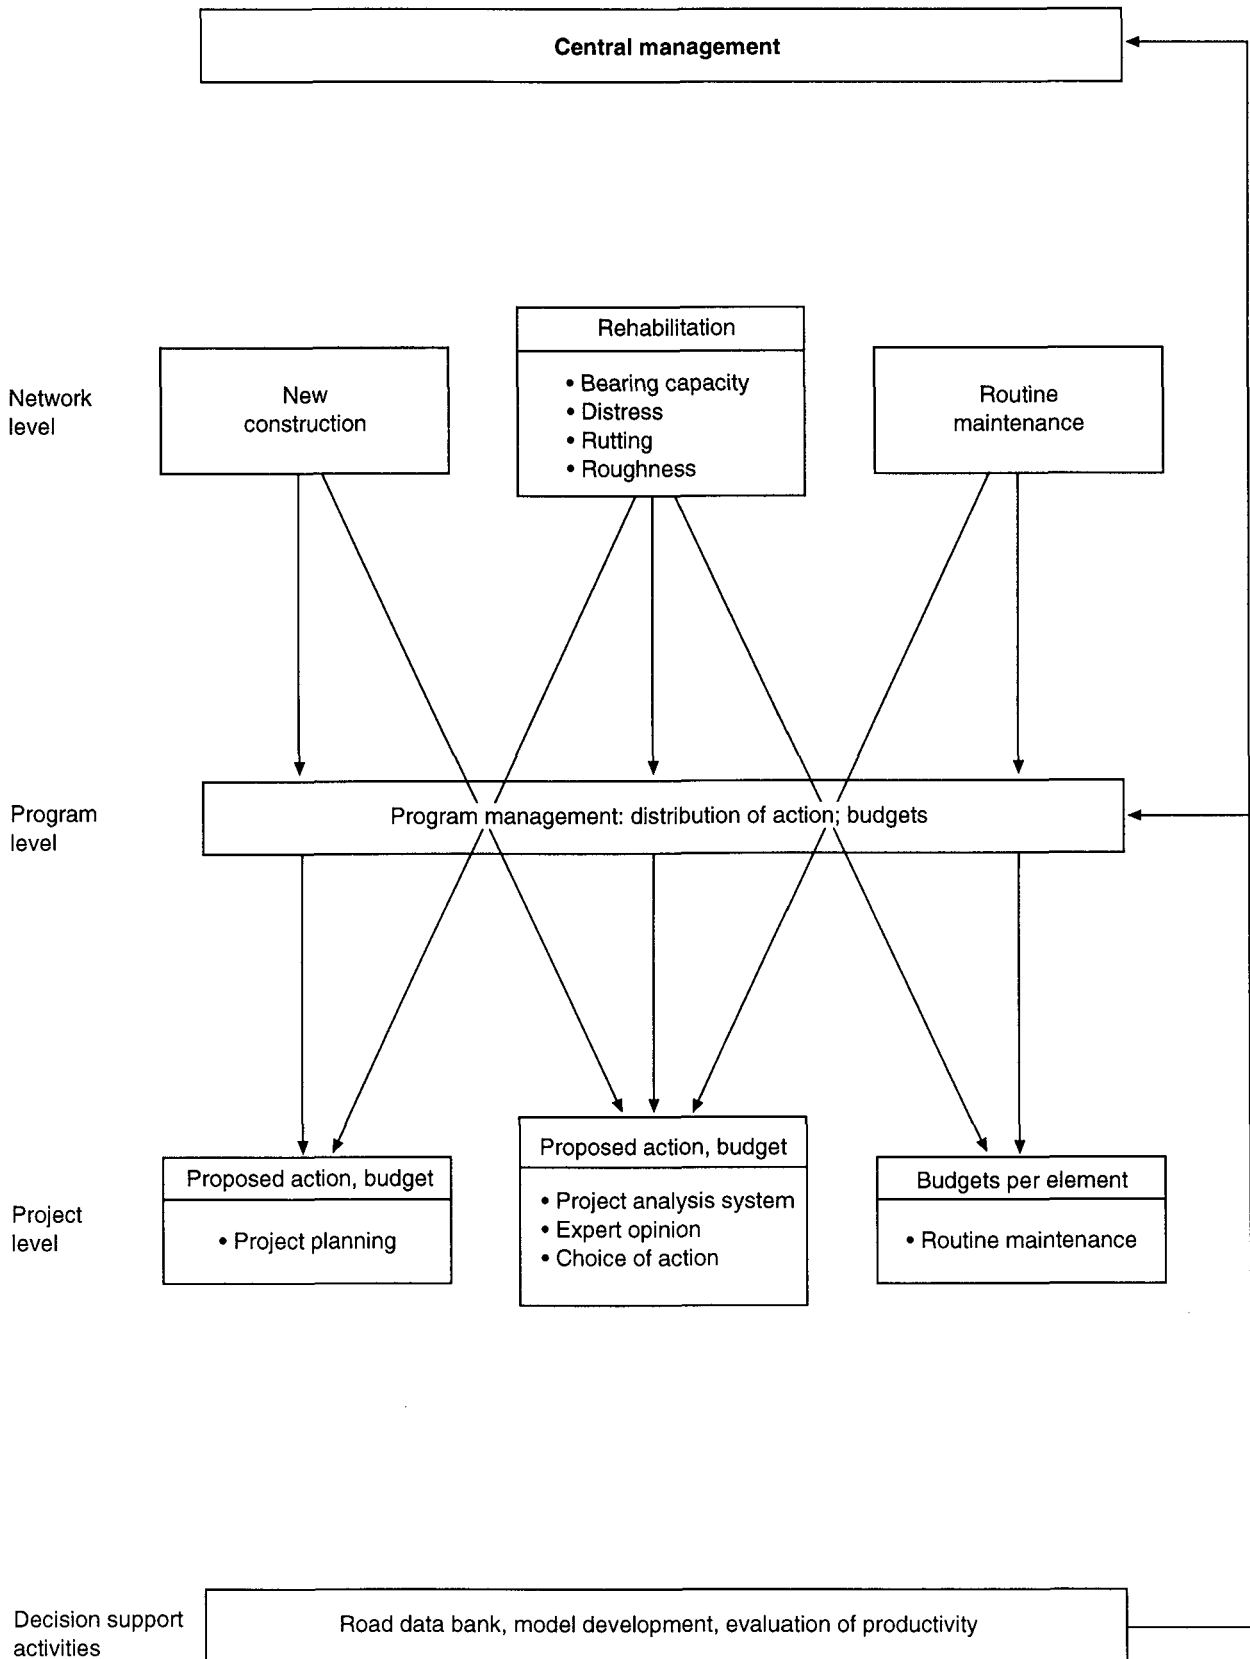 Central management
Network
level
New
construction
Rehabilitation
• Bearing capacity
• Distress
• Rutting
• Roughness
Routine
maintenance
Program
level
Program management: distribution of action; budgets
Project
level
Proposed action, budget
• Project planning
Proposed action, budget
• Project analysis system
• Expert opinion
• Choice of action
Budgets per element
• Routine maintenance
Decision support
activities
Road data bank, model development, evaluation of productivity